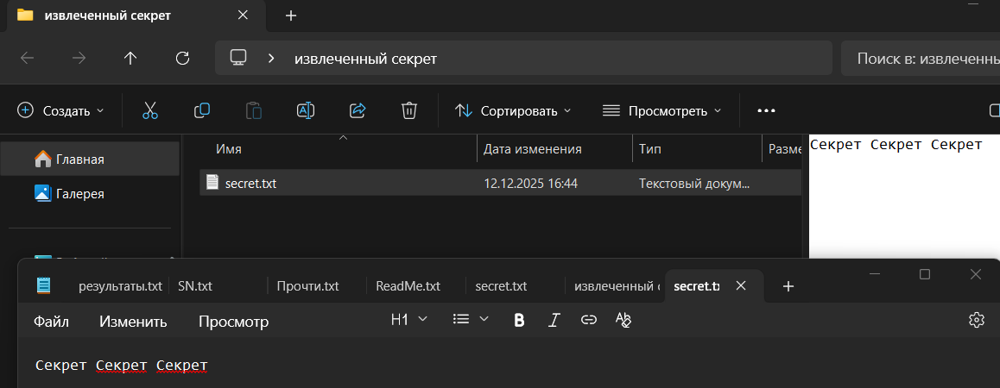 извлеченный секрет
извлеченный секрет
Поиск в: извлеченны
Создать
Сортировать
Просмотреть
Главная
Галерея
Имя
Дата изменения
Тип
Разме
secret.txt
12.12.2025 16:44
Текстовый докум...
Секрет Секрет Секрет
результаты.txt
SN.txt
Прочти.txt
ReadMe.txt
secret.txt
извлеченный с
secret.tx
Файл
Изменить
Просмотр
H1
B
I
Секрет Секрет Секрет